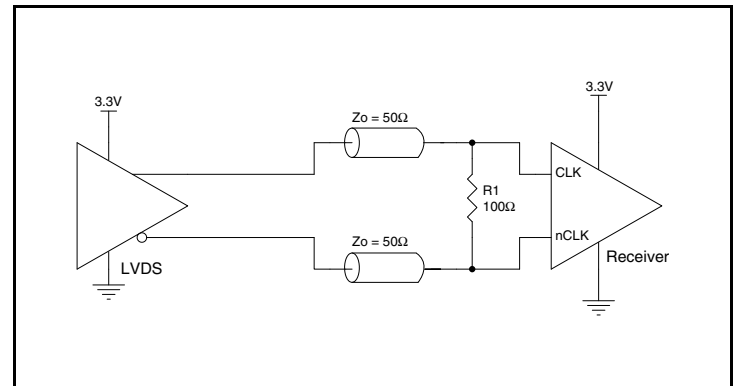 3.3V
Zo = 50Ω
3.3V
CLK
R1
100Ω
nCLK
Zo = 50Ω
Receiver
LVDS